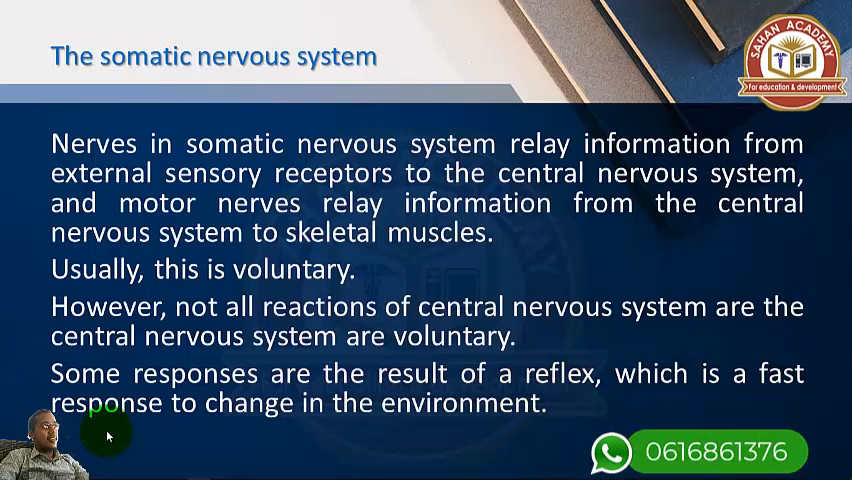 The somatic nervous system
SAHAN ACADEMY
For education & development
Nerves in somatic nervous system relay information from
external sensory receptors to the central nervous system,
and motor nerves relay information from the central
nervous system to skeletal muscles.
Usually, this is voluntary.
However, not all reactions of central nervous system are the
central nervous system are voluntary.
Some responses are the result of a reflex, which is a fast
response to change in the environment.
0616861376